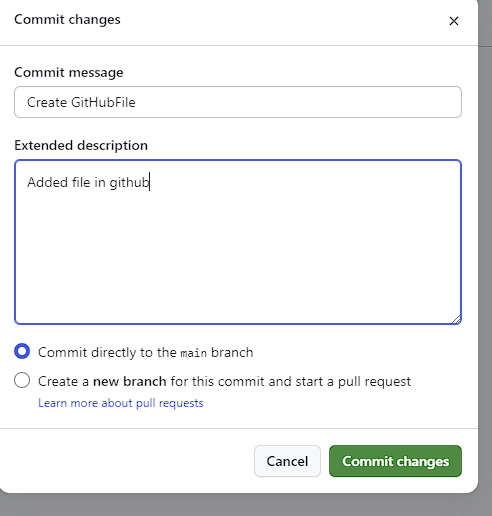 Commit changes
Commit message
Create GitHubFile
Extended description
Added file in github
Commit directly to the main branch
Create a new branch for this commit and start a pull request
Learn more about pull requests
Cancel
Commit changes